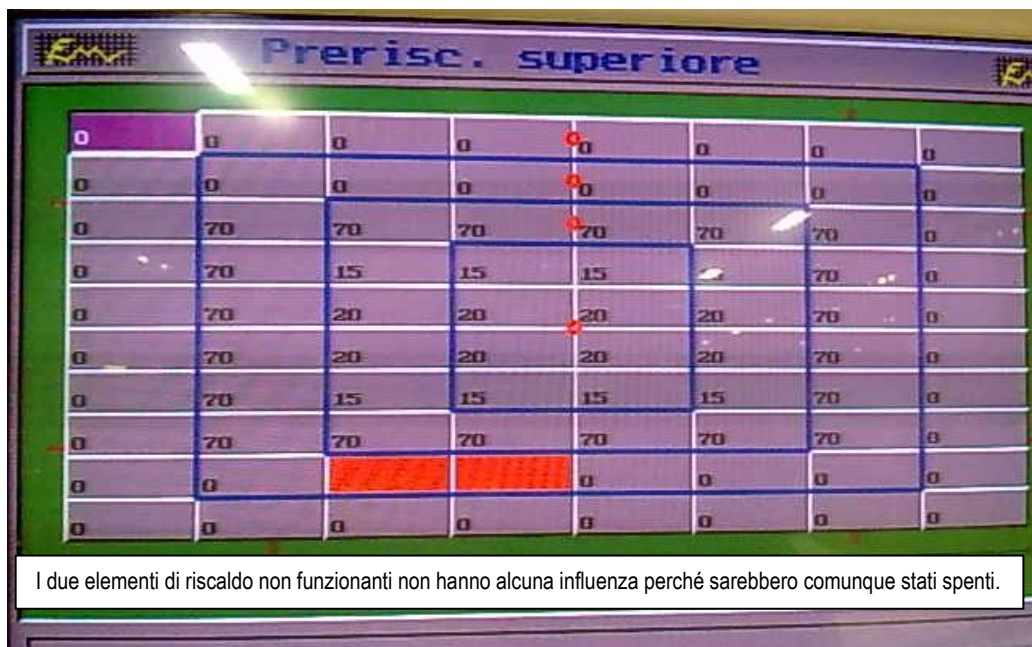 Prerisc. superiore
0 0 0 0 0 0 0 0
0 0 0 0 0 0 0 0
0 70 70 70 70 70 70 0
0 70 15 15 15 70 0
0 70 20 20 20 20 70 0
0 70 20 20 20 20 70 0
0 70 15 15 15 15 70 0
0 70 70 70 70 70 70 0
0 0 0 0 0 0
0 0 0 0 0 0 0 0
I due elementi di riscaldo non funzionanti non hanno alcuna influenza perché sarebbero comunque stati spenti.